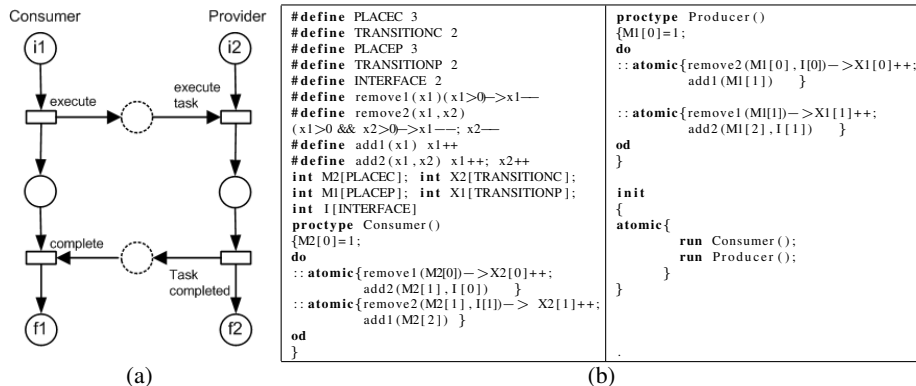 Consumer
Provider
i1
i2
execute
execute
task
complete
Task
completed
f1
f2
(a)
#define PLACEC 3
#define TRANSITIONC 2
#define PLACEP 3
#define TRANSITIONP 2
#define INTERFACE 2
#define remove1(x1)(x1>0)->x1--
#define remove2(x1,x2)
(x1>0 && x2>0)->x1--; x2--
#define add1(x1) x1++
#define add2(x1,x2) x1++; x2++
int M2[PLACEC]; int X2[TRANSITIONC];
int M1[PLACEP]; int X1[TRANSITIONP];
int I[INTERFACE]
proctype Consumer()
{M2[0]=1;
do
::atomic{remove1(M2[0])->X2[0]++;
add2(M2[1],I[0]) }
::atomic{remove2(M2[1],I[1])-> X2[1]++;
add1(M2[2]) }
od
}
proctype Producer()
{M1[0]=1;
do
::atomic{remove2(M1[0],I[0])->X1[0]++;
add1(M1[1]) }
::atomic{remove1(M1[1])->X1[1]++;
add2(M1[2],I[1]) }
od
}
init
{
atomic{
run Consumer();
run Producer();
}
}
.
(b)